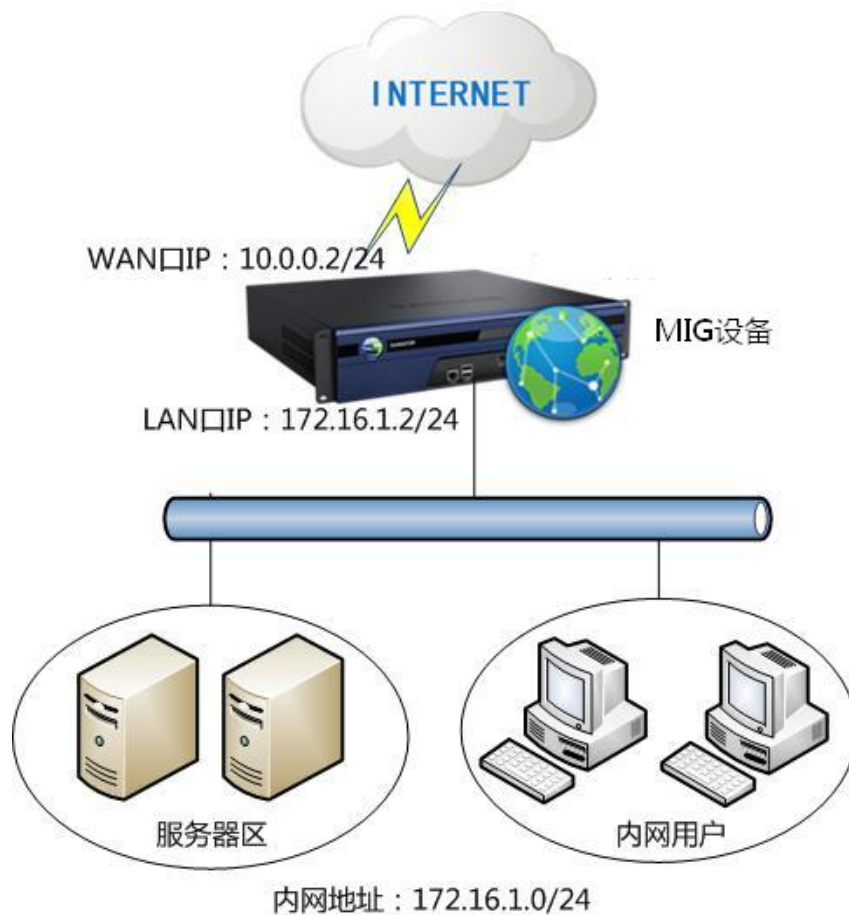 INTERNET
WAN口IP：10.0.0.2/24
MIG设备
LAN口IP：172.16.1.2/24
服务器区
内网用户
内网地址：172.16.1.0/24